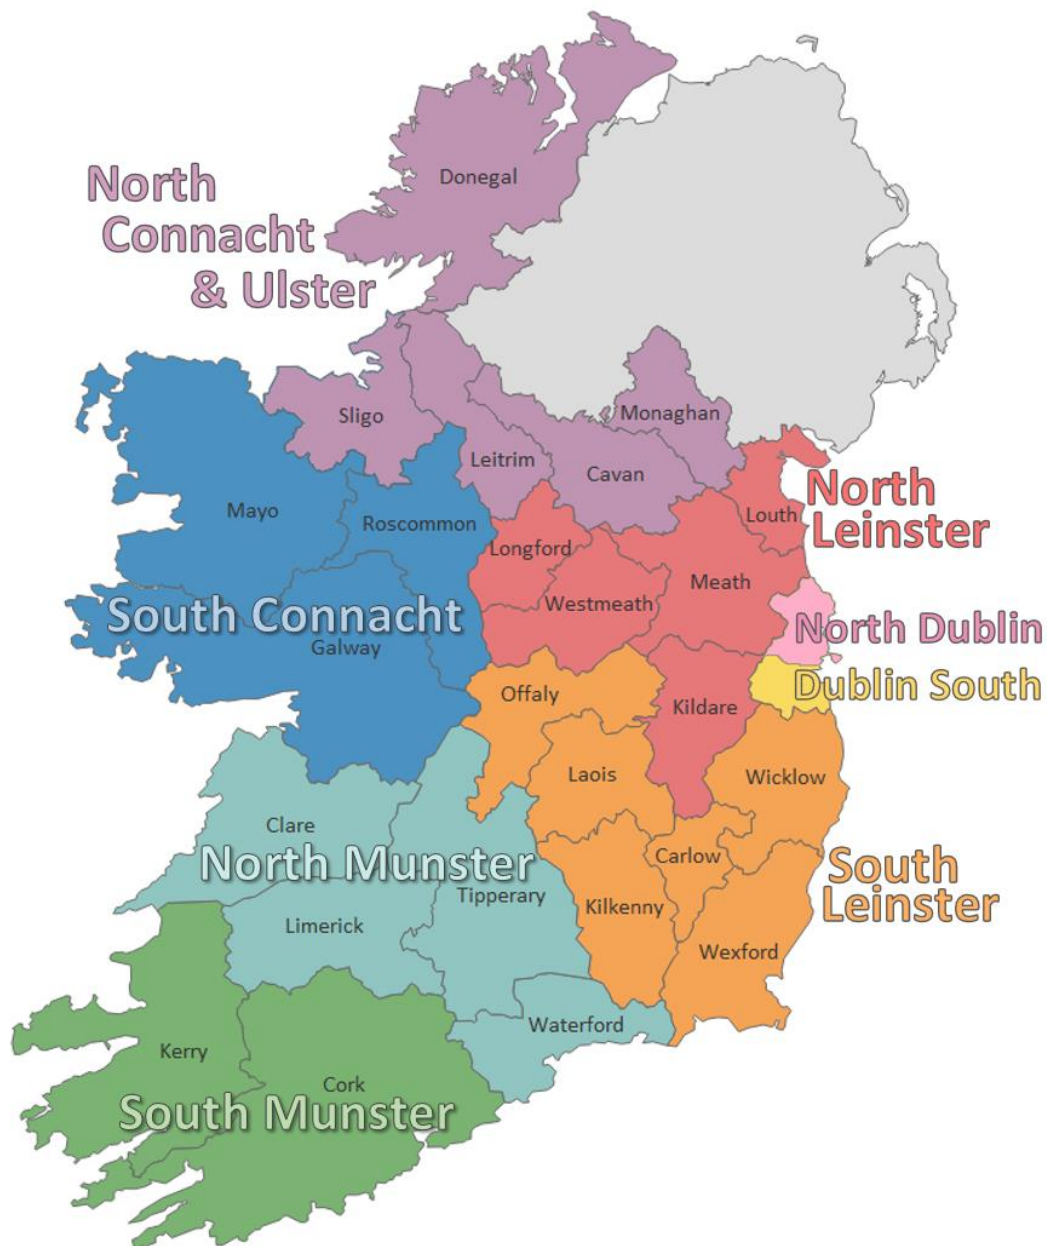 Donegal
North
Connacht
& Ulster
Monaghan
Sligo
Leitrim
Cavan
North
Leinster
Mayo
Roscommon
Louth
Longford
Meath
Westmeath
South Connacht
Galway
North Dublin
Dublin South
Offaly
Kildare
Laois
Wicklow
Clare
North Munster
Carlow
South
Leinster
Tipperary
Kilkenny
Limerick
Wexford
Waterford
Kerry
Cork
South Munster